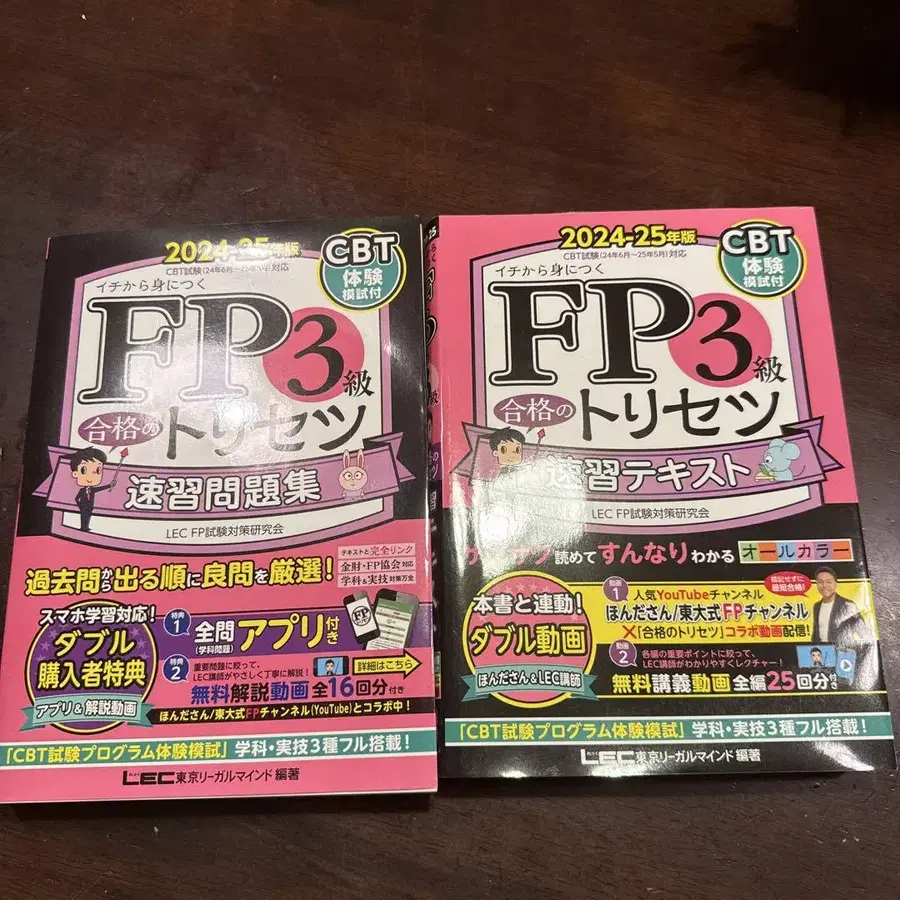 2024-25年版
CBT試験(24年6月～25年5月)対応
CBT
体験
模試付
イチから身につく
FP3級
合格のトリセツ
速習問題集
LEC FP試験対策研究会
過去問から出る順に良問を厳選!
テキストと完全リンク
金財・FP協会対応
学科&実技対策万全
スマホ学習対応!
ダブル
購入者特典
アプリ&解説動画
特典1
全問(学科問題)アプリ付き
FP
特典2
重要問題に絞って、
LEC講師がやさしく丁寧に解説!
詳細はこちら
無料解説動画 全16回分付き
ほんださん/東大式FPチャンネル(YouTube)とコラボ中!
「CBT試験プログラム体験模試」学科・実技3種フル搭載!
LEC東京リーガルマインド 編著
2024-25年版
CBT試験(24年6月～25年5月)対応
CBT
体験
模試付
イチから身につく
FP3級
合格のトリセツ
速習テキスト
LEC FP試験対策研究会
読めてすんなりわかる オールカラー
本書と連動!
ダブル動画
ほんださん&LEC講師
動画1
人気YouTubeチャンネル
ほんださん/東大式FPチャンネル
×「合格のトリセツ」コラボ動画配信!
暗記せずに
最短合格!
動画2
各編の重要ポイントに絞って、
LEC講師がわかりやすくレクチャー!
無料講義動画 全編25回分付き
「CBT試験プログラム体験模試」学科・実技3種フル搭載!
LEC東京リーガルマインド 編著